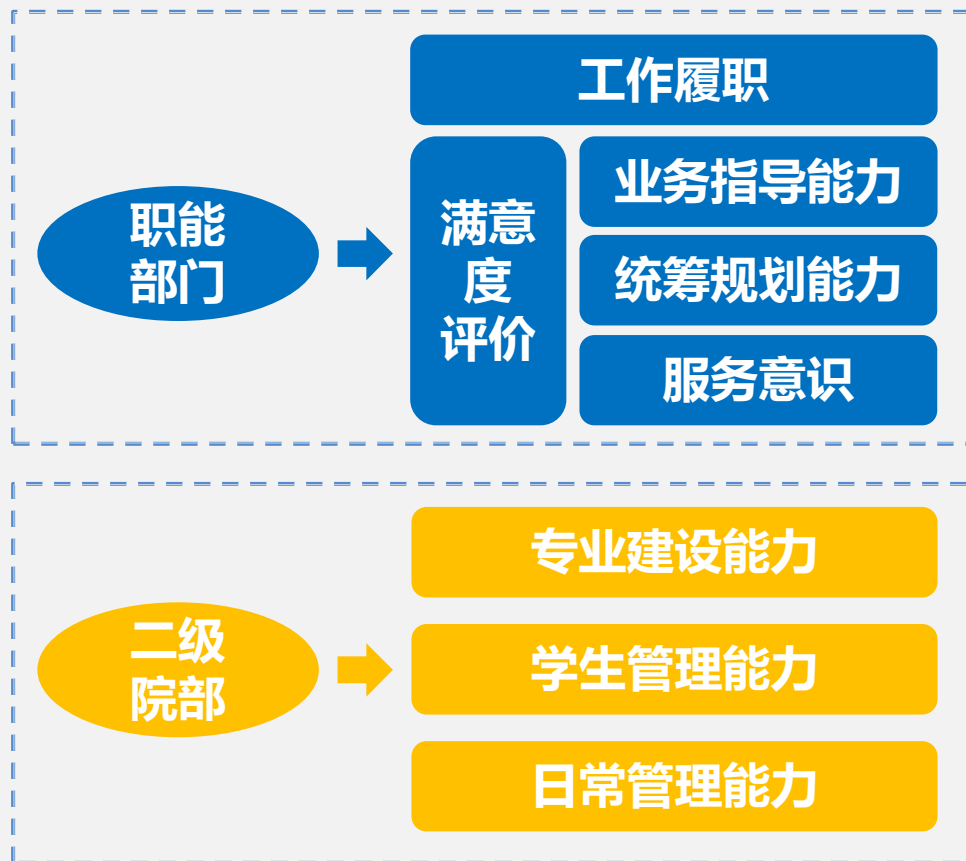 职能
部门
工作履职
满意
度
评价
业务指导能力
统筹规划能力
服务意识
二级
院部
专业建设能力
学生管理能力
日常管理能力